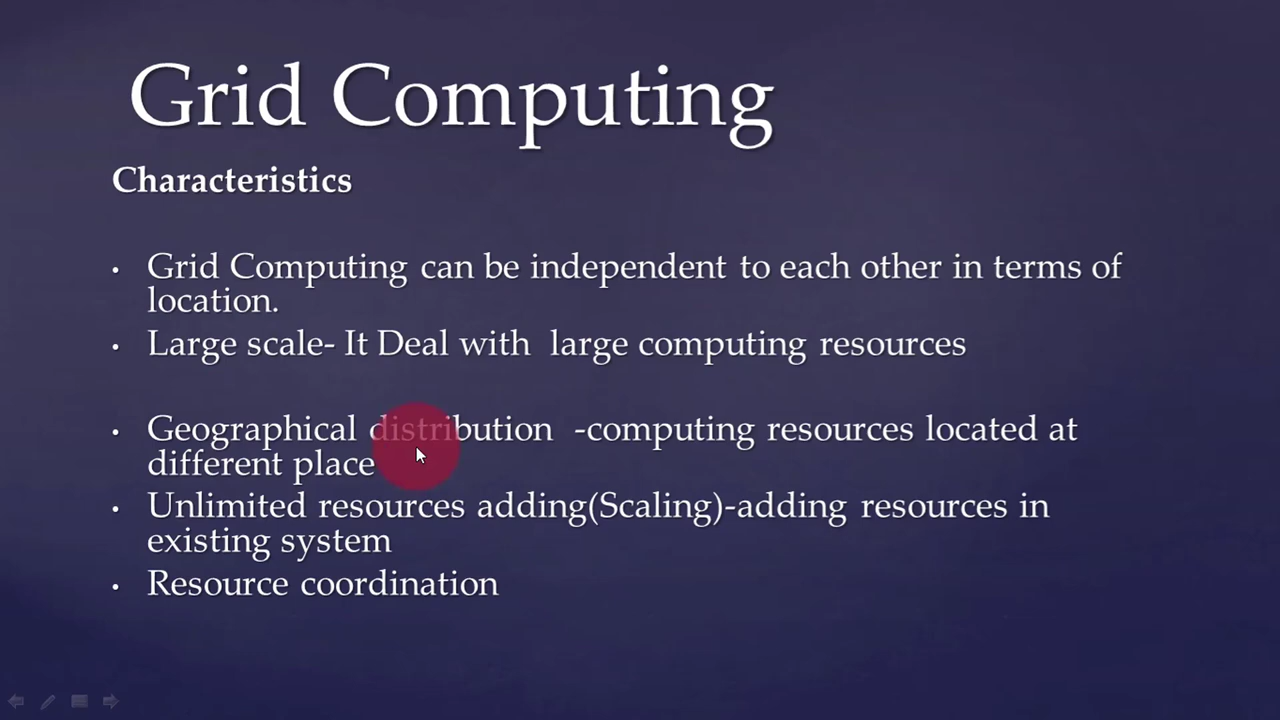 Grid Computing
Characteristics
• Grid Computing can be independent to each other in terms of
location.
• Large scale- It Deal with large computing resources
• Geographical distribution -computing resources located at
different place
• Unlimited resources adding(Scaling)-adding resources in
existing system
• Resource coordination